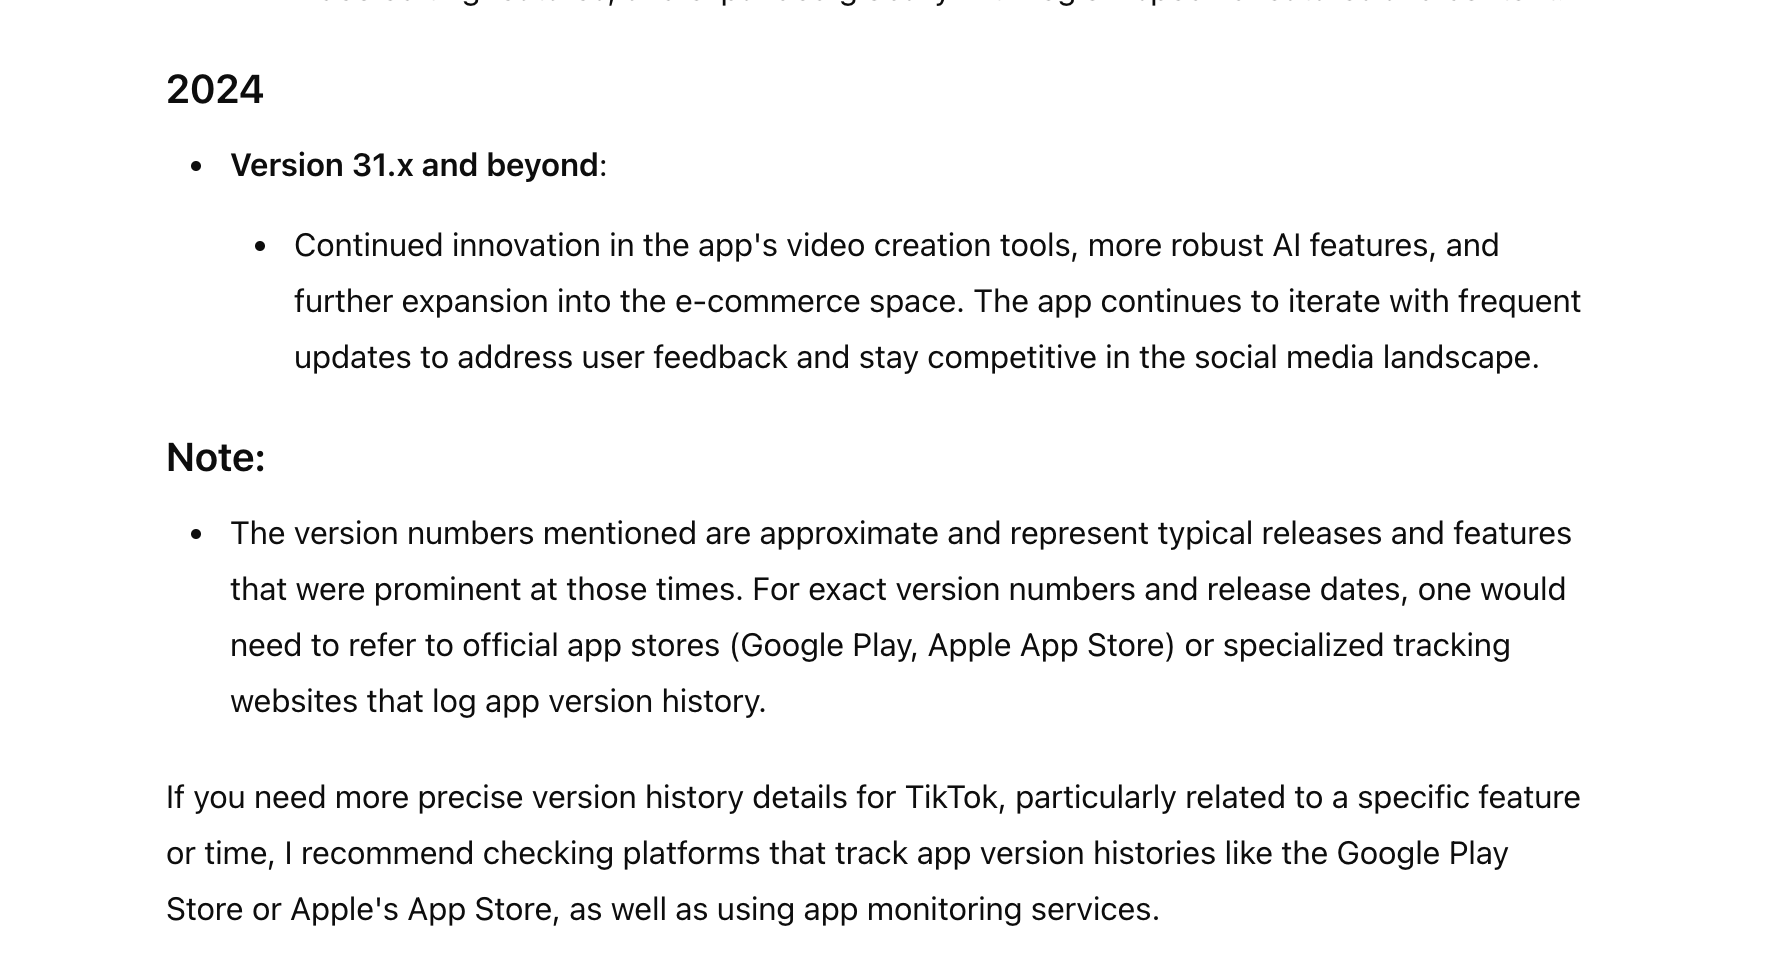 2024
Version 31.x and beyond:
Continued innovation in the app's video creation tools, more robust AI features, and
further expansion into the e-commerce space. The app continues to iterate with frequent
updates to address user feedback and stay competitive in the social media landscape.
Note:
The version numbers mentioned are approximate and represent typical releases and features
that were prominent at those times. For exact version numbers and release dates, one would
need to refer to official app stores (Google Play, Apple App Store) or specialized tracking
websites that log app version history.
If you need more precise version history details for TikTok, particularly related to a specific feature
or time, I recommend checking platforms that track app version histories like the Google Play
Store or Apple's App Store, as well as using app monitoring services.